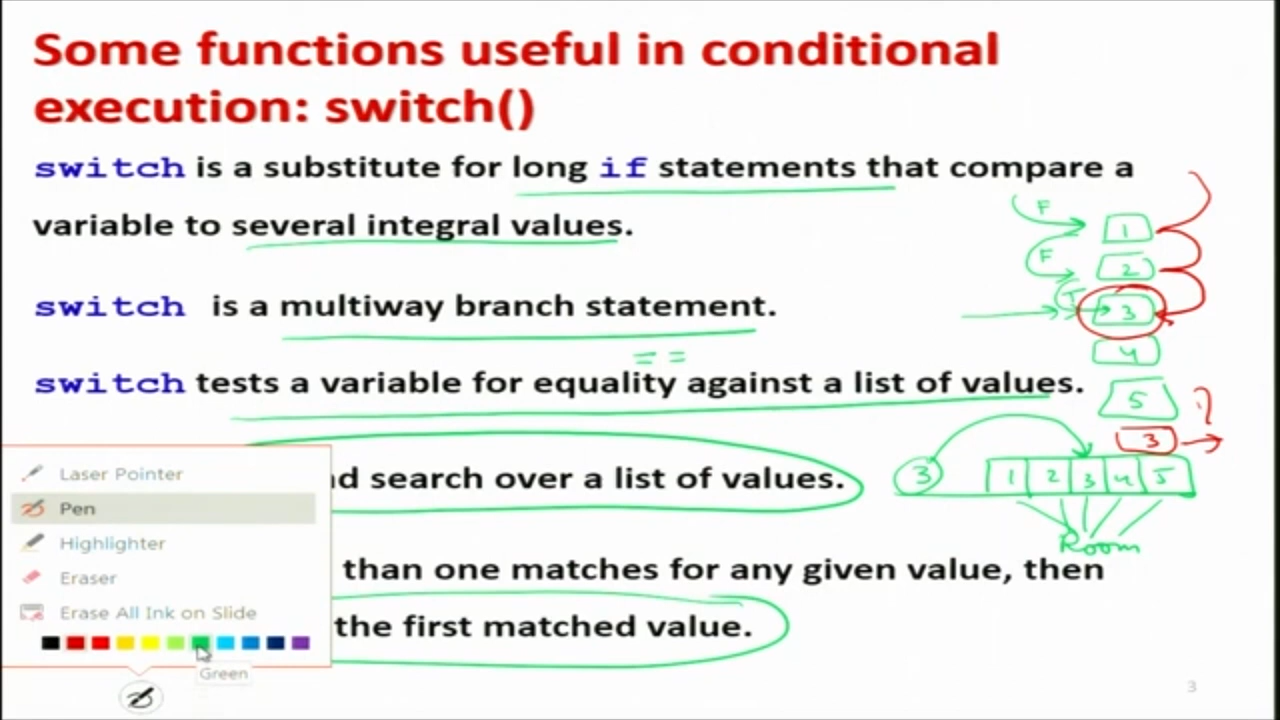 Some functions useful in conditional
execution: switch()
switch is a substitute for long if statements that compare a
variable to several integral values.
switch is a multiway branch statement.
= =
switch tests a variable for equality against a list of values.
d search over a list of values.
than one matches for any given value, then
the first matched value.
F
1
F
2
T
3
4
5
?
3
3
1 2 3 4 5
Room
Laser Pointer
Pen
Highlighter
Eraser
Erase All Ink on Slide
Green
3